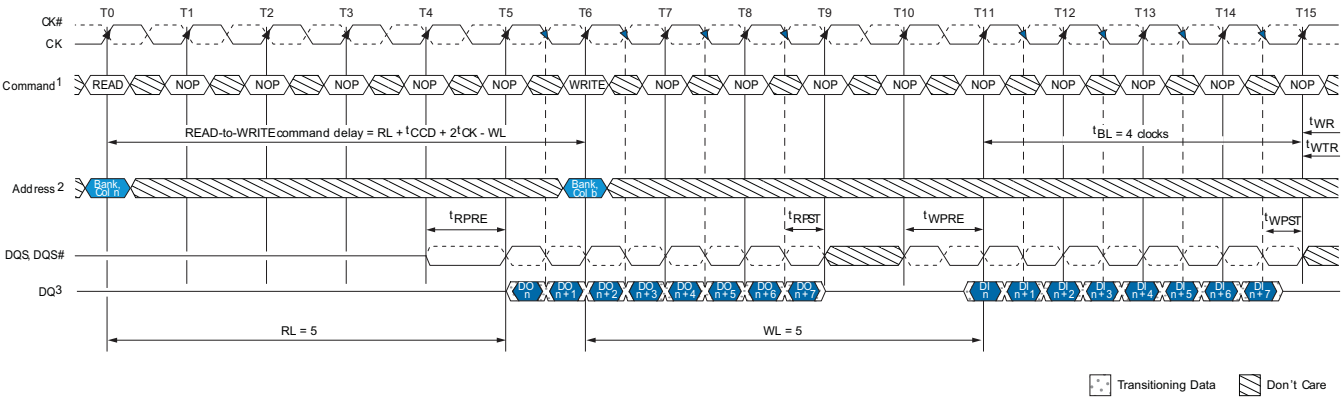 T0 T1 T2 T3 T4 T5 T6 T7 T8 T9 T10 T11 T12 T13 T14 T15
CK#
CK
Command1 READ NOP NOP NOP NOP NOP WRITE NOP NOP NOP NOP NOP NOP NOP NOP NOP
READ-to-WRITE command delay = RL + tCCD + 2tCK - WL
tBL = 4 clocks
tWR
tWTR
Address2
Bank, Col n
Bank, Col b
tRPRE tRPST tWPRE tWPST
DQS, DQS#
DQ3
DO n DO n + 1 DO n + 2 DO n + 3 DO n + 4 DO n + 5 DO n + 6 DO n + 7 DI n DI n + 1 DI n + 2 DI n + 3 DI n + 4 DI n + 5 DI n + 6 DI n + 7
RL = 5 WL = 5
Transitioning Data Don't Care